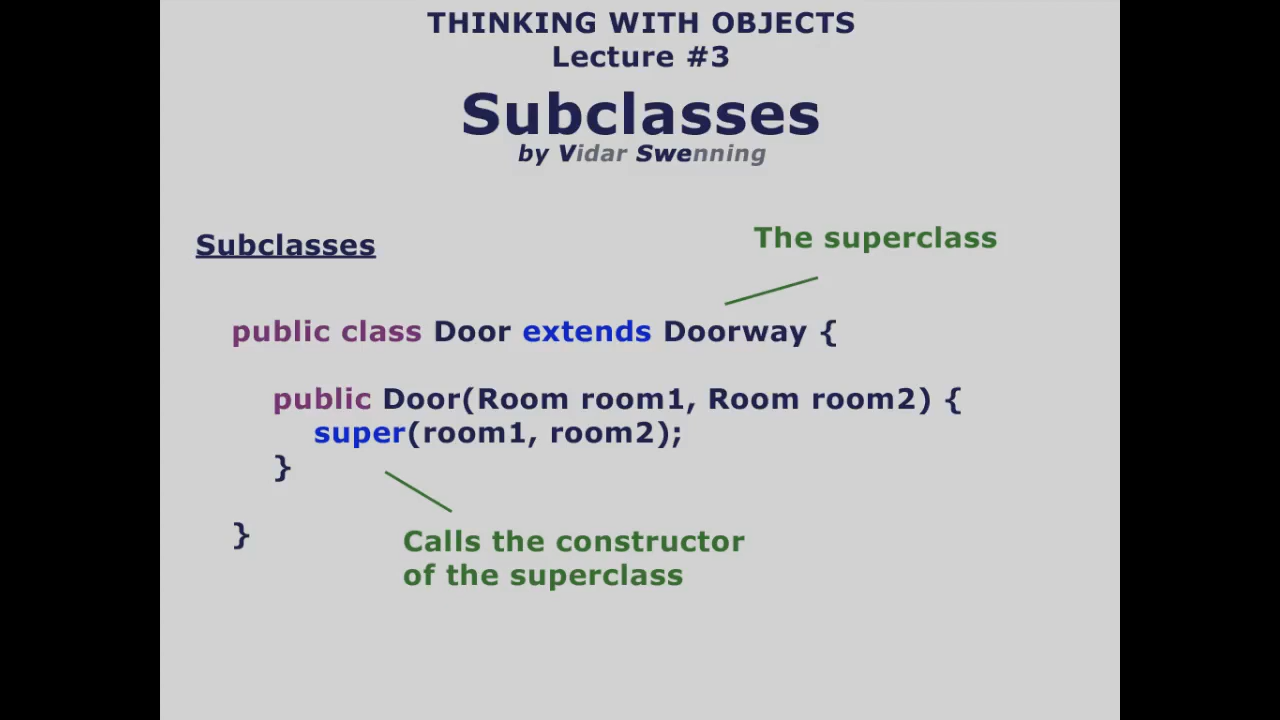 THINKING WITH OBJECTS
Lecture #3
Subclasses
by Vidar Swenning
Subclasses
The superclass
public class Door extends Doorway {
public Door(Room room1, Room room2) {
super(room1, room2);
}
}
Calls the constructor
of the superclass